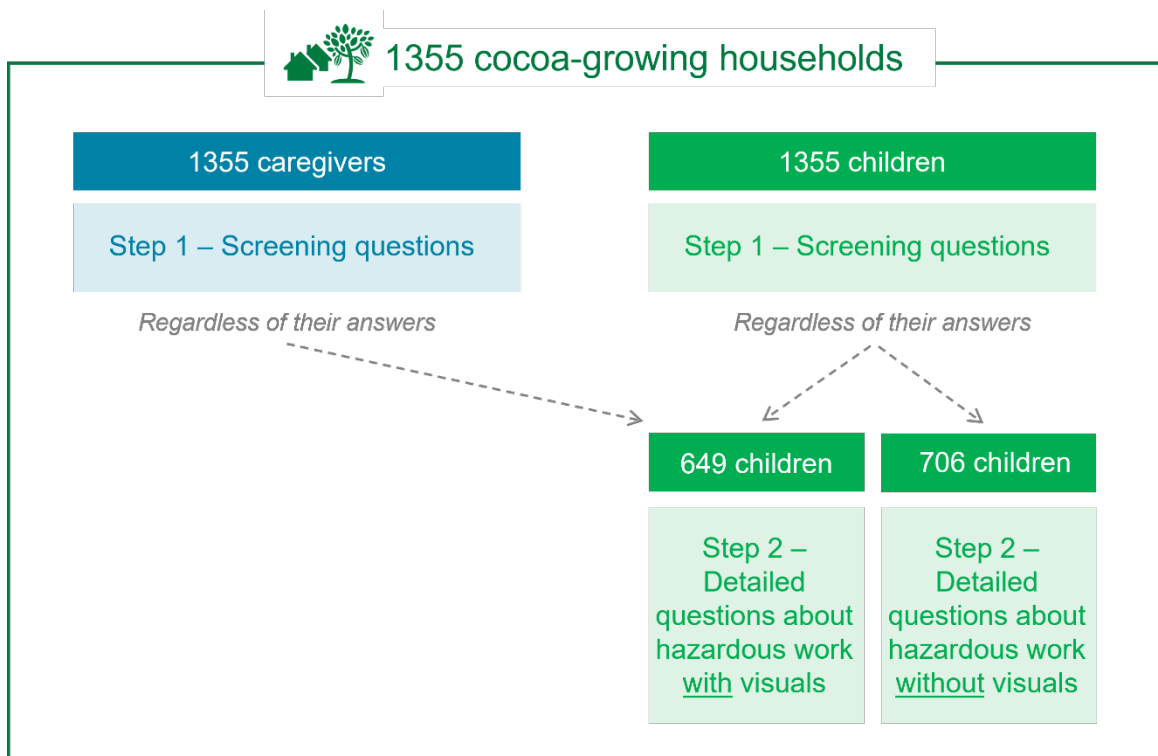 1355 cocoa-growing households
1355 caregivers
Step 1 – Screening questions
Regardless of their answers
1355 children
Step 1 – Screening questions
Regardless of their answers
649 children
Step 2 –
Detailed
questions about
hazardous work
with visuals
706 children
Step 2 –
Detailed
questions about
hazardous work
without visuals